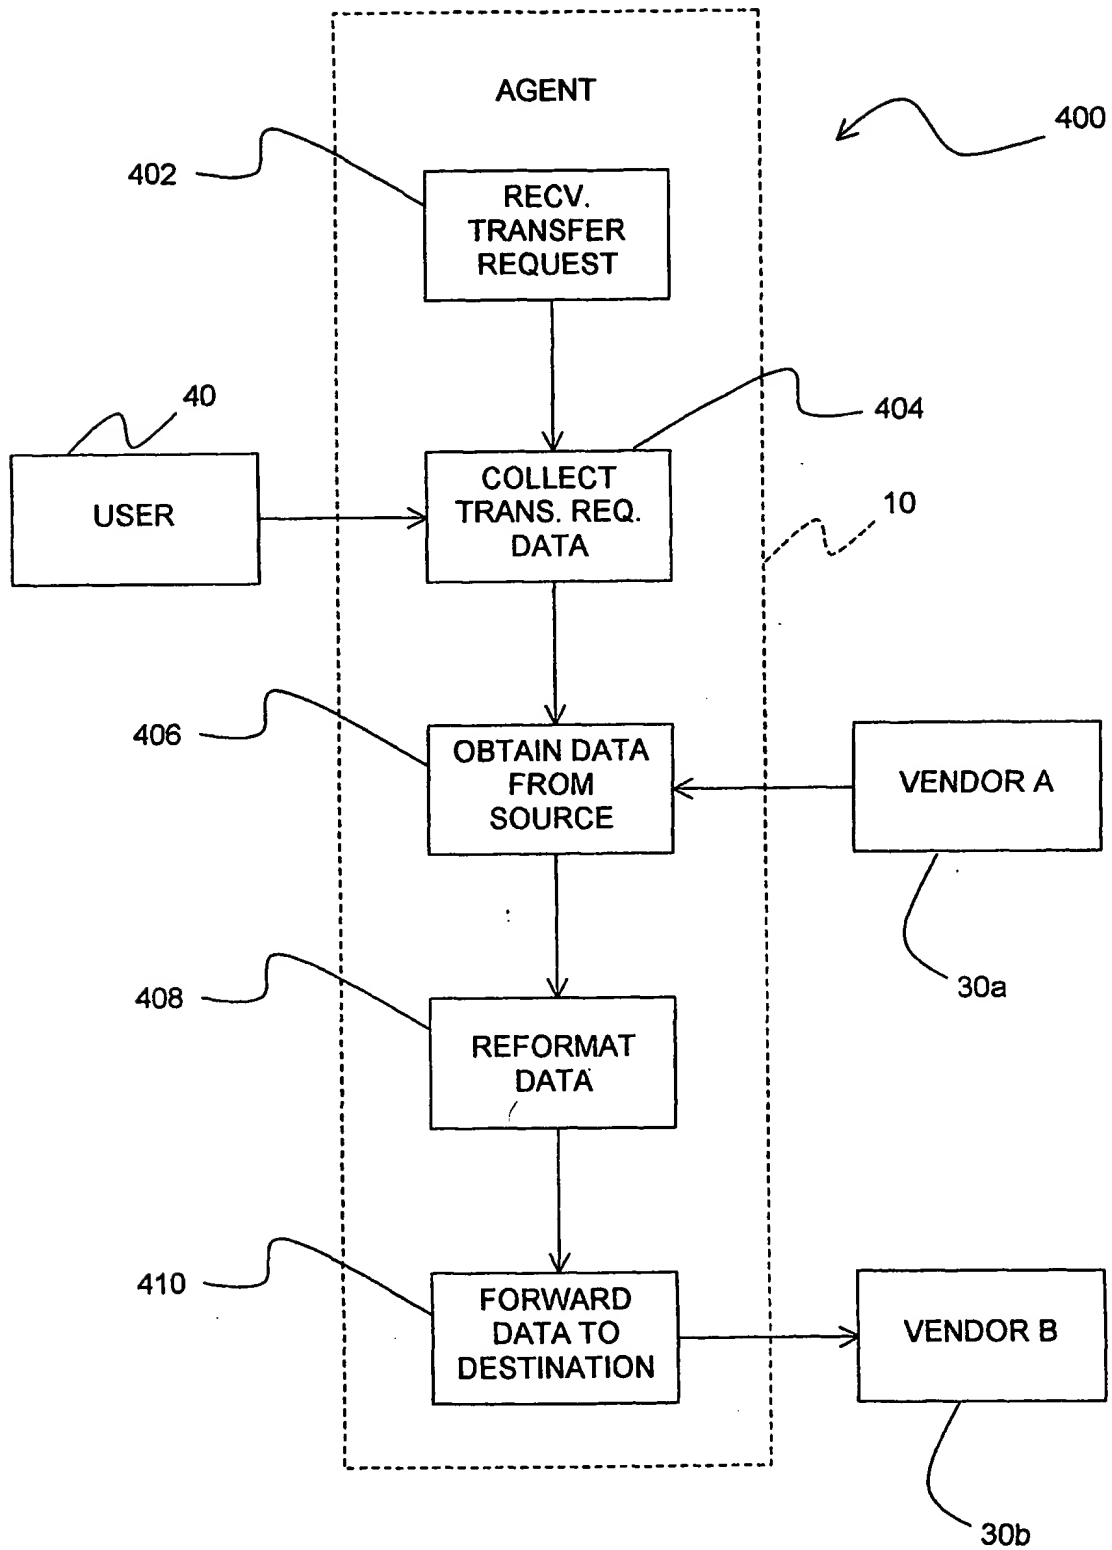 AGENT
400
402
RECV.
TRANSFER
REQUEST
40
404
USER
COLLECT
TRANS. REQ.
DATA
10
406
OBTAIN DATA
FROM
SOURCE
VENDOR A
30a
408
REFORMAT
DATA
410
FORWARD
DATA TO
DESTINATION
VENDOR B
30b